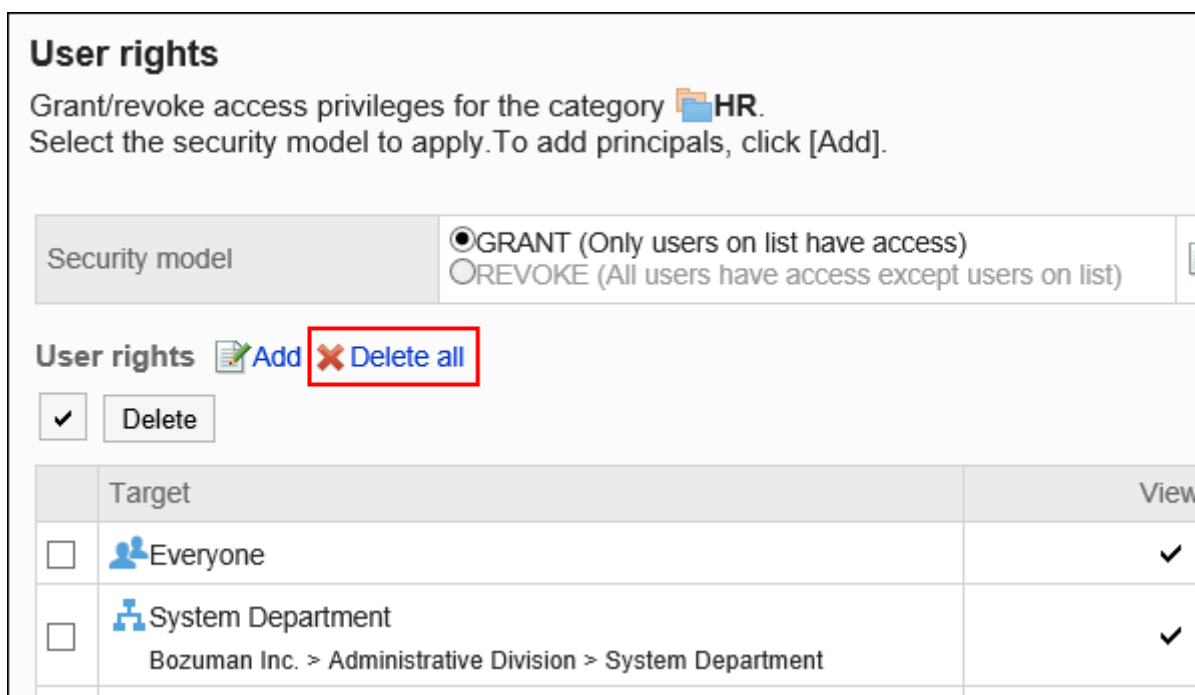 User rights
Grant/revoke access privileges for the category HR.
Select the security model to apply.To add principals, click [Add].
Security model
GRANT (Only users on list have access)
REVOKE (All users have access except users on list)
User rights Add Delete all
Delete
Target View
Everyone
System Department
Bozuman Inc. > Administrative Division > System Department